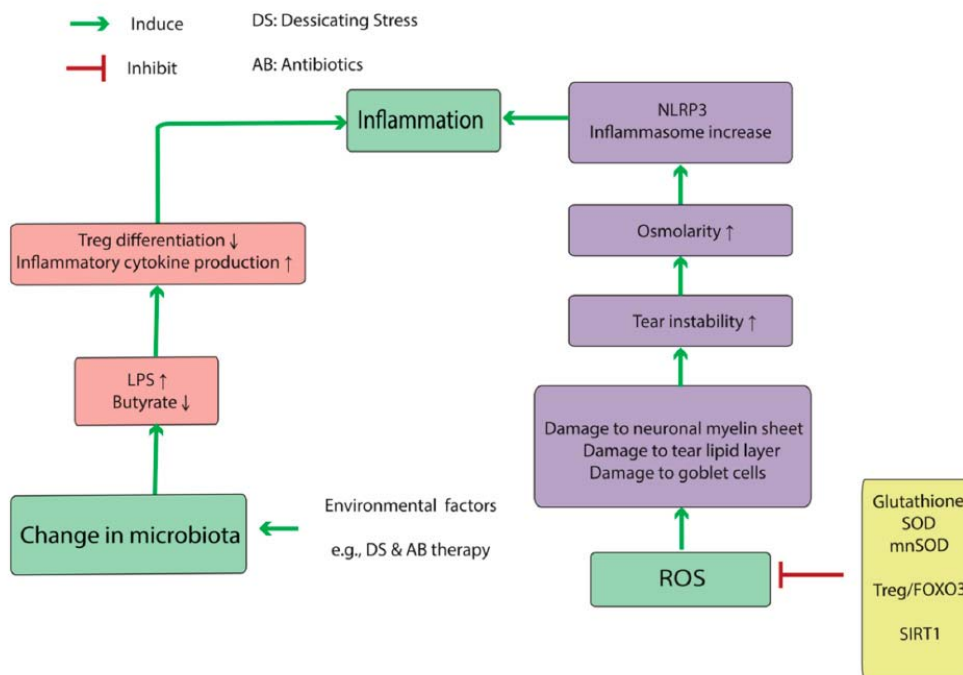 Induce
DS: Dessicating Stress
Inhibit
AB: Antibiotics
Inflammation
NLRP3
Inflammasome increase
Treg differentiation ↓
Inflammatory cytokine production ↑
Osmolarity ↑
Tear instability ↑
LPS ↑
Butyrate ↓
Damage to neuronal myelin sheet
Damage to tear lipid layer
Damage to goblet cells
Change in microbiota
Environmental factors
e.g., DS & AB therapy
ROS
Glutathione
SOD
mnSOD
Treg/FOXO3
SIRT1